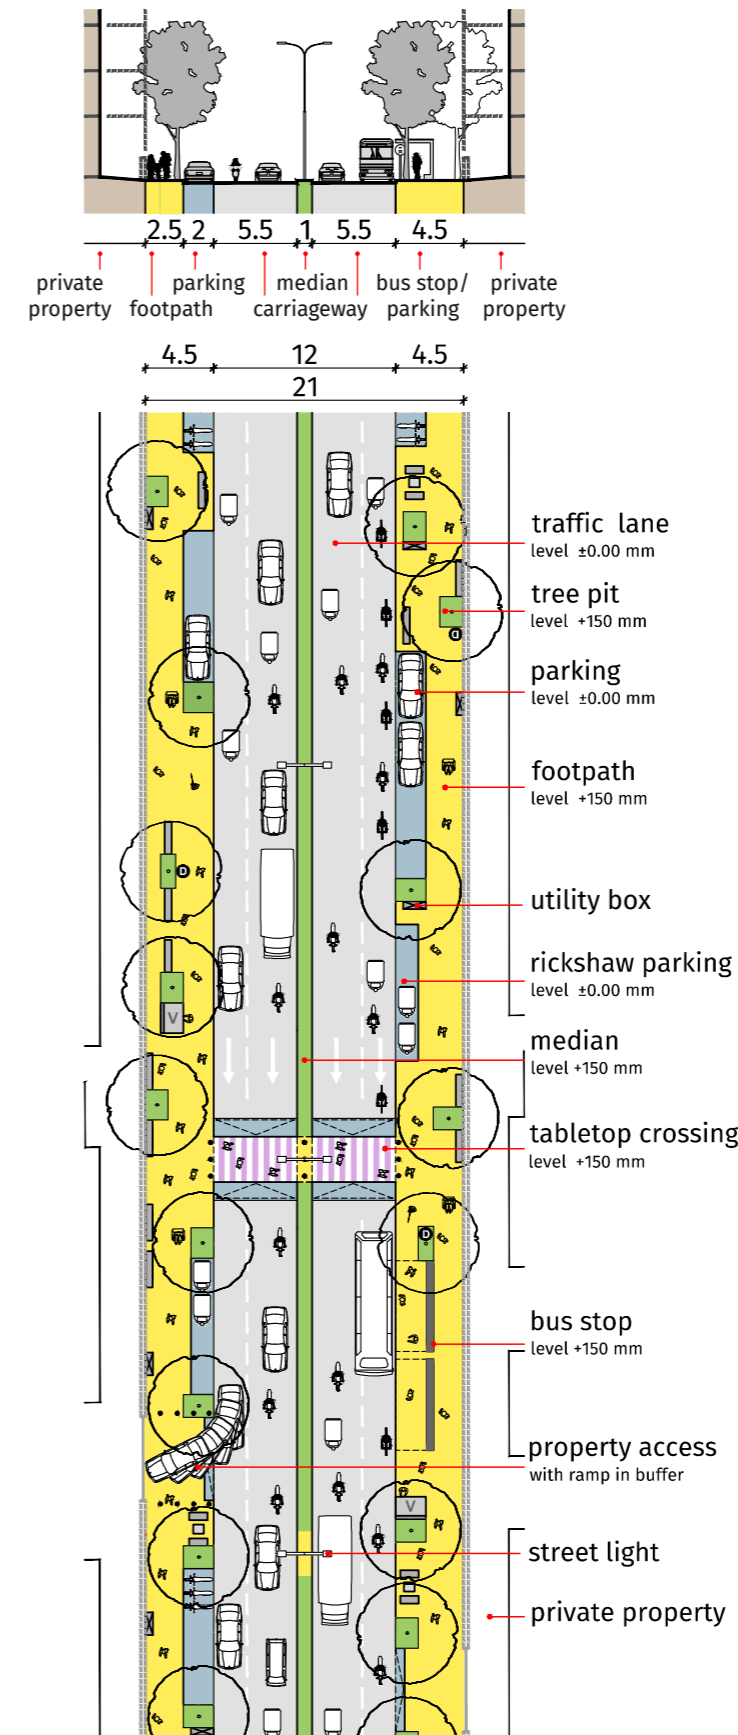 2.5 2 5.5 1 5.5 4.5
private property
footpath
parking
carriageway
median
bus stop/
parking
private
property
4.5 12 4.5
21
traffic lane
level ±0.00 mm
tree pit
level +150 mm
parking
level ±0.00 mm
footpath
level +150 mm
D
D
utility box
rickshaw parking
level ±0.00 mm
V
median
level +150 mm
tabletop crossing
level +150 mm
D
bus stop
level +150 mm
property access
with ramp in buffer
V
street light
private property